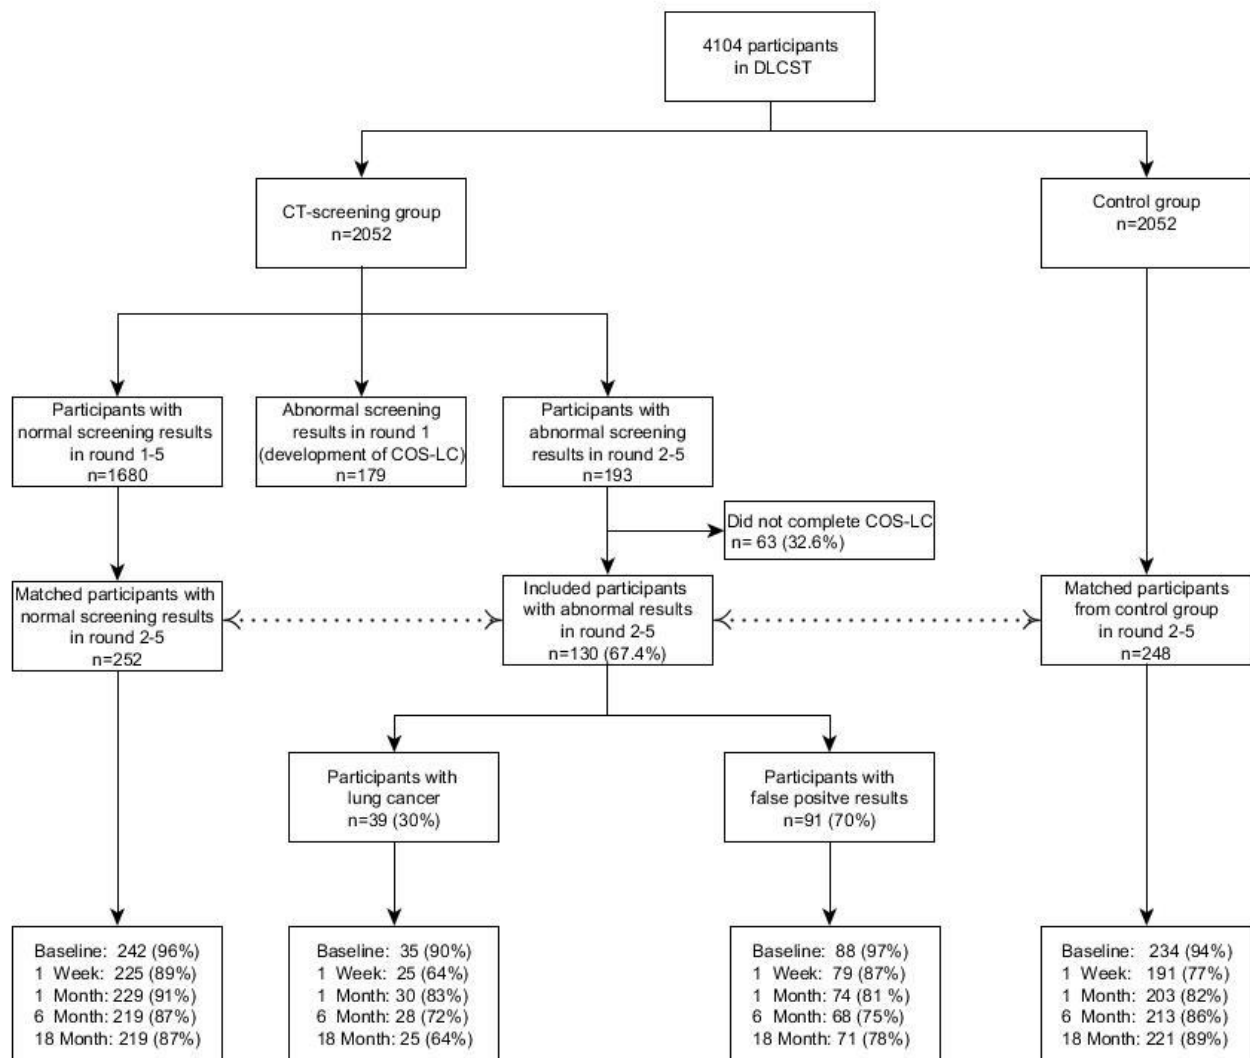 4104 participants
in DLCST
CT-screening group
n=2052
Control group
n=2052
Participants with
normal screening results
in round 1-5
n=1680
Abnormal screening
results in round 1
(development of COS-LC)
n=179
Participants with
abnormal screening
results in round 2-5
n=193
Did not complete COS-LC
n= 63 (32.6%)
Matched participants with
normal screening results
in round 2-5
n=252
Included participants
with abnormal results
in round 2-5
n=130 (67.4%)
Matched participants
from control group
in round 2-5
n=248
Participants with
lung cancer
n=39 (30%)
Participants with
false positve results
n=91 (70%)
Baseline: 242 (96%)
1 Week: 225 (89%)
1 Month: 229 (91%)
6 Month: 219 (87%)
18 Month: 219 (87%)
Baseline: 35 (90%)
1 Week: 25 (64%)
1 Month: 30 (83%)
6 Month: 28 (72%)
18 Month: 25 (64%)
Baseline: 88 (97%)
1 Week: 79 (87%)
1 Month: 74 (81 %)
6 Month: 68 (75%)
18 Month: 71 (78%)
Baseline: 234 (94%)
1 Week: 191 (77%)
1 Month: 203 (82%)
6 Month: 213 (86%)
18 Month: 221 (89%)